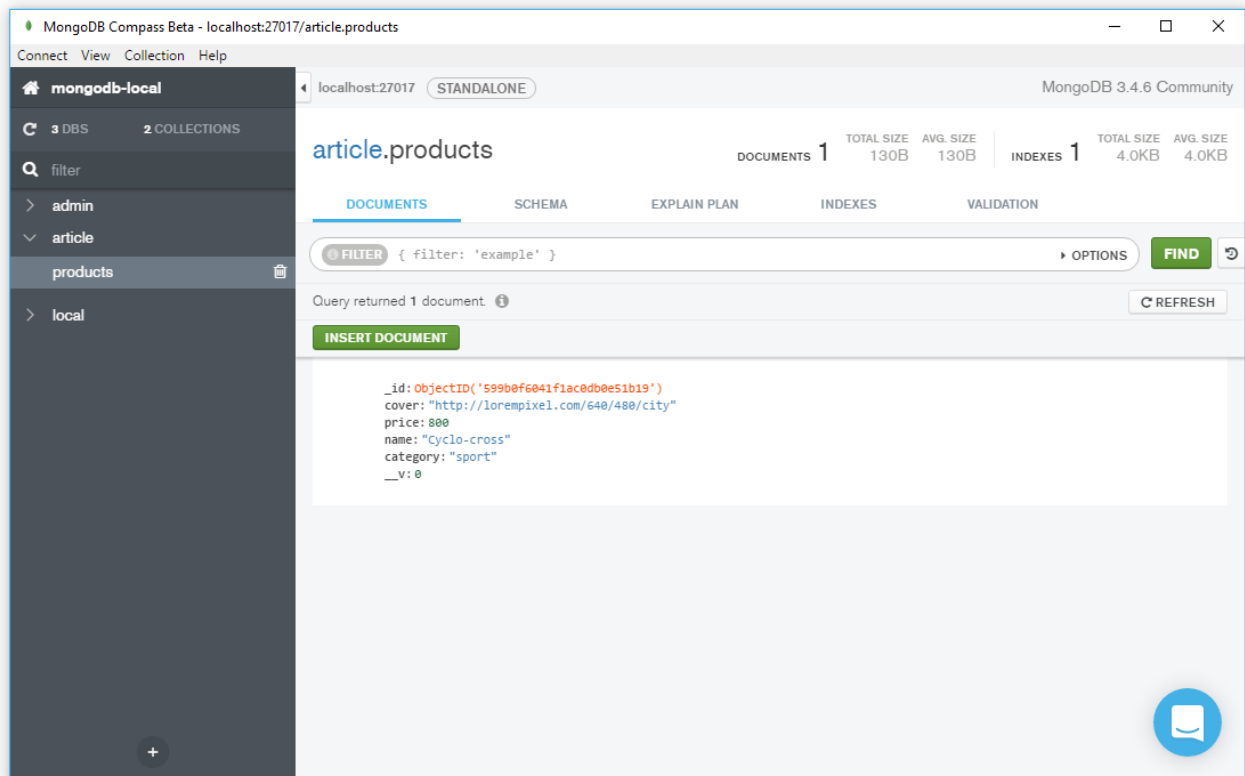 MongoDB Compass Beta - localhost:27017/article.products
Connect View Collection Help
mongodb-local
localhost:27017 STANDALONE MongoDB 3.4.6 Community
3 DBS 2 COLLECTIONS
filter
admin
article
products
local
article.products
DOCUMENTS 1 TOTAL SIZE 130B AVG. SIZE 130B INDEXES 1 TOTAL SIZE 4.0KB AVG. SIZE 4.0KB
DOCUMENTS SCHEMA EXPLAIN PLAN INDEXES VALIDATION
FILTER { filter: 'example' } OPTIONS FIND
Query returned 1 document. REFRESH
INSERT DOCUMENT
_id: ObjectID('599b0f6041f1ac0db0e51b19')
cover: "http://lorempixel.com/640/480/city"
price: 800
name: "Cyclo-cross"
category: "sport"
__v: 0